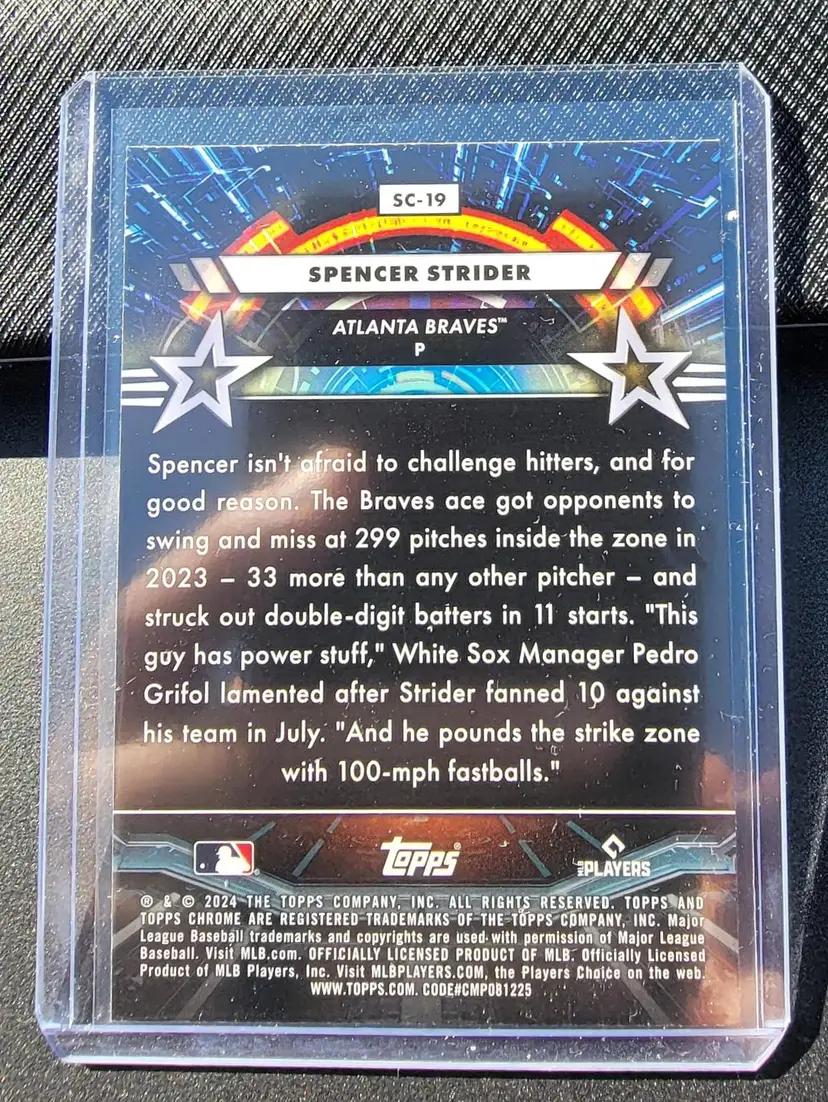 SC-19
SPENCER STRIDER
ATLANTA BRAVES™
P
Spencer isn't afraid to challenge hitters, and for
good reason. The Braves ace got opponents to
swing and miss at 299 pitches inside the zone in
2023 – 33 more than any other pitcher – and
struck out double-digit batters in 11 starts. "This
guy has power stuff," White Sox Manager Pedro
Grifol lamented after Strider fanned 10 against
his team in July. "And he pounds the strike zone
with 100-mph fastballs."
topps®
MLB PLAYERS
® & © 2024 THE TOPPS COMPANY, INC. ALL RIGHTS RESERVED. TOPPS AND
TOPPS CHROME ARE REGISTERED TRADEMARKS OF THE TOPPS COMPANY, INC. Major
League Baseball trademarks and copyrights are used with permission of Major League
Baseball. Visit MLB.com. OFFICIALLY LICENSED PRODUCT OF MLB. Officially Licensed
Product of MLB Players, Inc. Visit MLBPLAYERS.COM, the Players Choice on the web.
WWW.TOPPS.COM. CODE#CMP081225